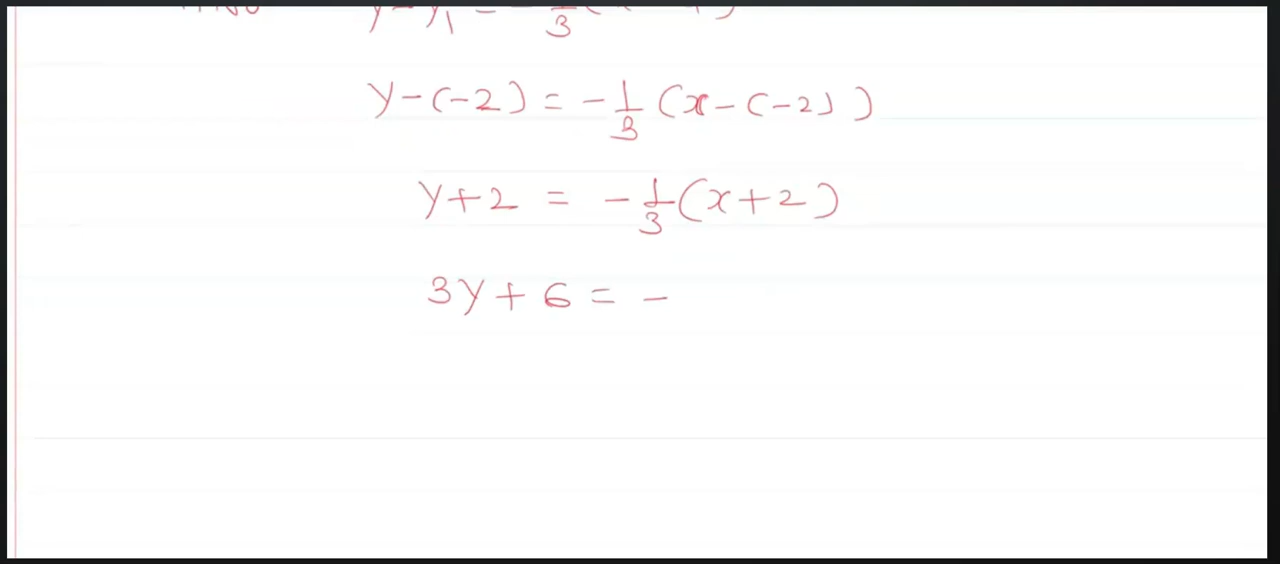 y-(-2) = -1/3 (x-(-2))
y+2 = -1/3 (x+2)
3y+6 = -